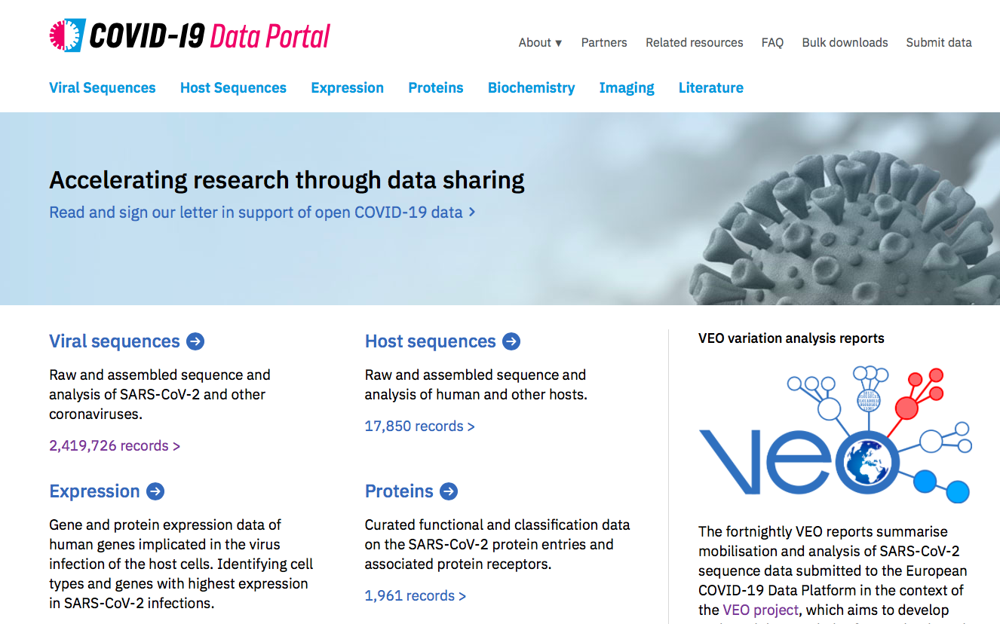 COVID-19 Data Portal
About ▼ Partners Related resources FAQ Bulk downloads Submit data
Viral Sequences Host Sequences Expression Proteins Biochemistry Imaging Literature
Accelerating research through data sharing
Read and sign our letter in support of open COVID-19 data >
Viral sequences
Raw and assembled sequence and
analysis of SARS-CoV-2 and other
coronaviruses.
2,419,726 records >
Host sequences
Raw and assembled sequence and
analysis of human and other hosts.
17,850 records >
Expression
Gene and protein expression data of
human genes implicated in the virus
infection of the host cells. Identifying cell
types and genes with highest expression
in SARS-CoV-2 infections.
Proteins
Curated functional and classification data
on the SARS-CoV-2 protein entries and
associated protein receptors.
1,961 records >
VEO variation analysis reports
veo
The fortnightly VEO reports summarise
mobilisation and analysis of SARS-CoV-2
sequence data submitted to the European
COVID-19 Data Platform in the context of
the VEO project, which aims to develop